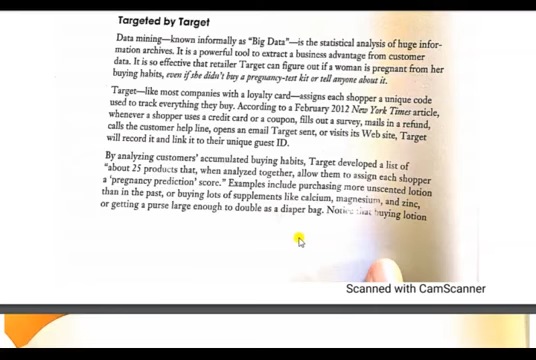 Targeted by Target
Data mining—known informally as "Big Data"—is the statistical analysis of huge infor-
mation archives. It is a powerful tool to extract a business advantage from customer
data. It is so effective that retailer Target can figure out if a woman is pregnant from her
buying habits, even if she didn't buy a pregnancy-test kit or tell anyone about it.
Target—like most companies with a loyalty card—assigns each shopper a unique code
used to track everything they buy. According to a February 2012 New York Times article,
whenever a shopper uses a credit card or a coupon, fills out a survey, mails in a refund,
calls the customer help line, opens an email Target sent, or visits its Web site, Target
will record it and link it to their unique guest ID.
By analyzing customers' accumulated buying habits, Target developed a list of
"about 25 products that, when analyzed together, allow them to assign each shopper
a 'pregnancy prediction' score." Examples include purchasing more unscented lotion
than in the past, or buying lots of supplements like calcium, magnesium, and zinc,
or getting a purse large enough to double as a diaper bag. Notice that buying lotion
Scanned with CamScanner